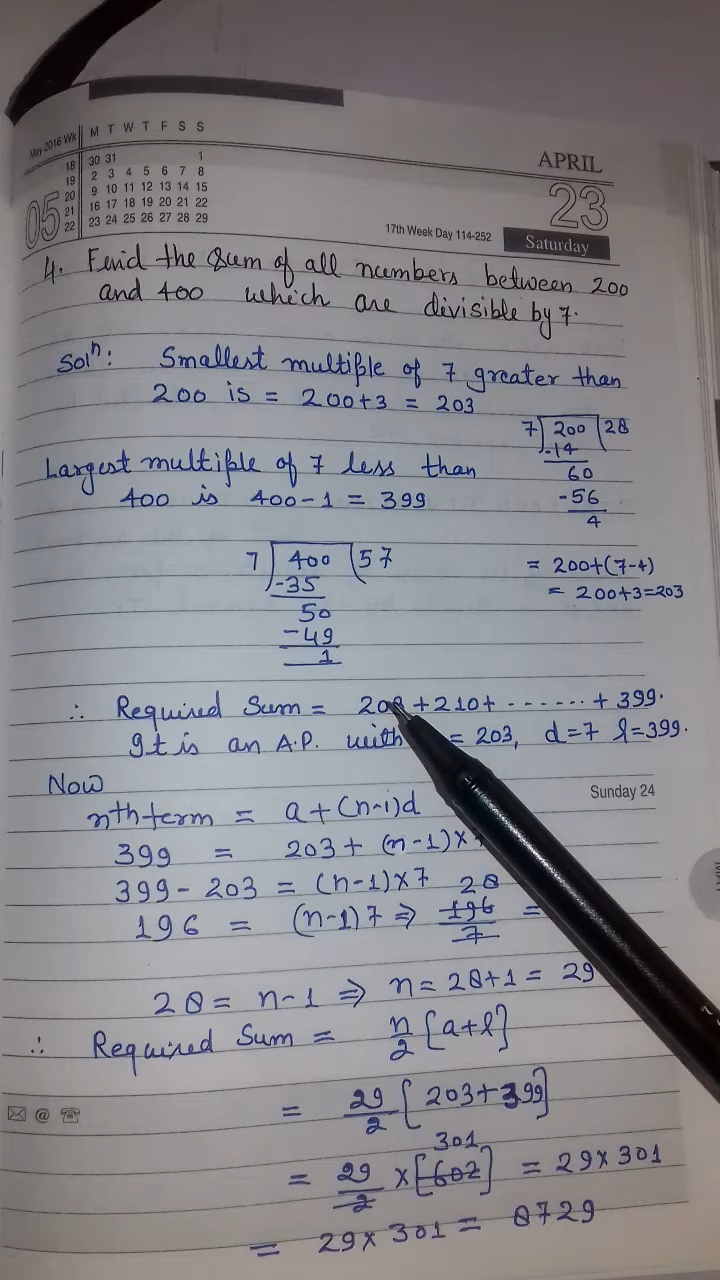 May 2016 Wk M T W T F S S
18 30 31 1
19 2 3 4 5 6 7 8
20 9 10 11 12 13 14 15
21 16 17 18 19 20 21 22
22 23 24 25 26 27 28 29
05
APRIL
23
17th Week Day 114-252 Saturday
4. Find the Sum of all numbers between 200
and 400 which are divisible by 7.
Solⁿ: Smallest multiple of 7 greater than
200 is = 200+3 = 203
7) 200 (28
-14
60
-56
4
= 200+(7-4)
= 200+3=203
Largest multiple of 7 less than
400 is 400-1 = 399
7) 400 (57
-35
50
-49
1
∴ Required Sum = 203+210+ - - - - - - + 399.
It is an A.P. with = 203, d=7 l=399.
Now
Sunday 24
nth term = a+(n-1)d
399 = 203+ (n-1)×
399 - 203 = (n-1)×7
196 = (n-1)7 ⇒ 196/7 = 28
28 = n-1 ⇒ n = 28+1 = 29
∴ Required Sum = n/2 [a+l]
= 29/2 [203+399]
301
= 29/2 ×[602] = 29×301
= 29×301 = 8729